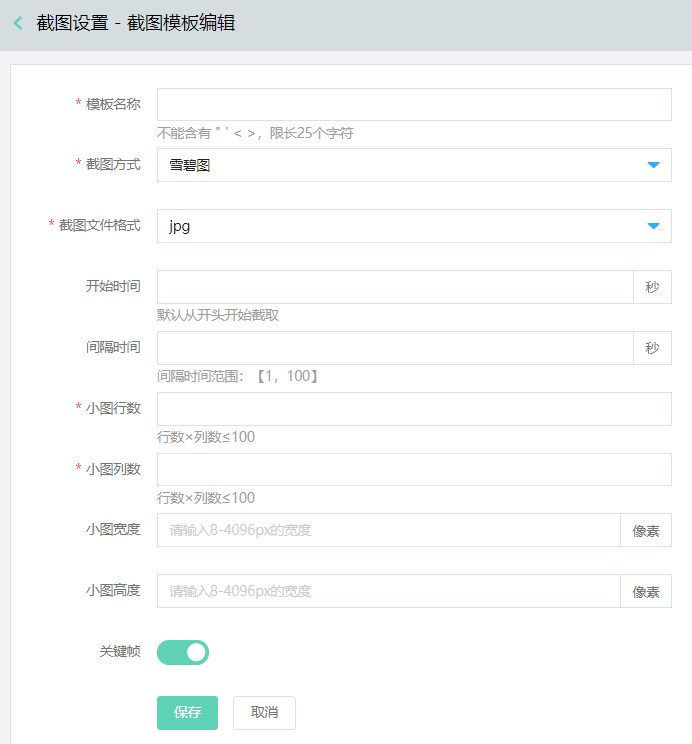 截图设置 - 截图模板编辑
* 模板名称
不能含有 " ' < >，限长25个字符
* 截图方式 雪碧图
* 截图文件格式 jpg
开始时间 秒
默认从开头开始截取
间隔时间 秒
间隔时间范围：【1，100】
* 小图行数
行数×列数≤100
* 小图列数
行数×列数≤100
小图宽度 请输入8-4096px的宽度 像素
小图高度 请输入8-4096px的宽度 像素
关键帧
保存 取消